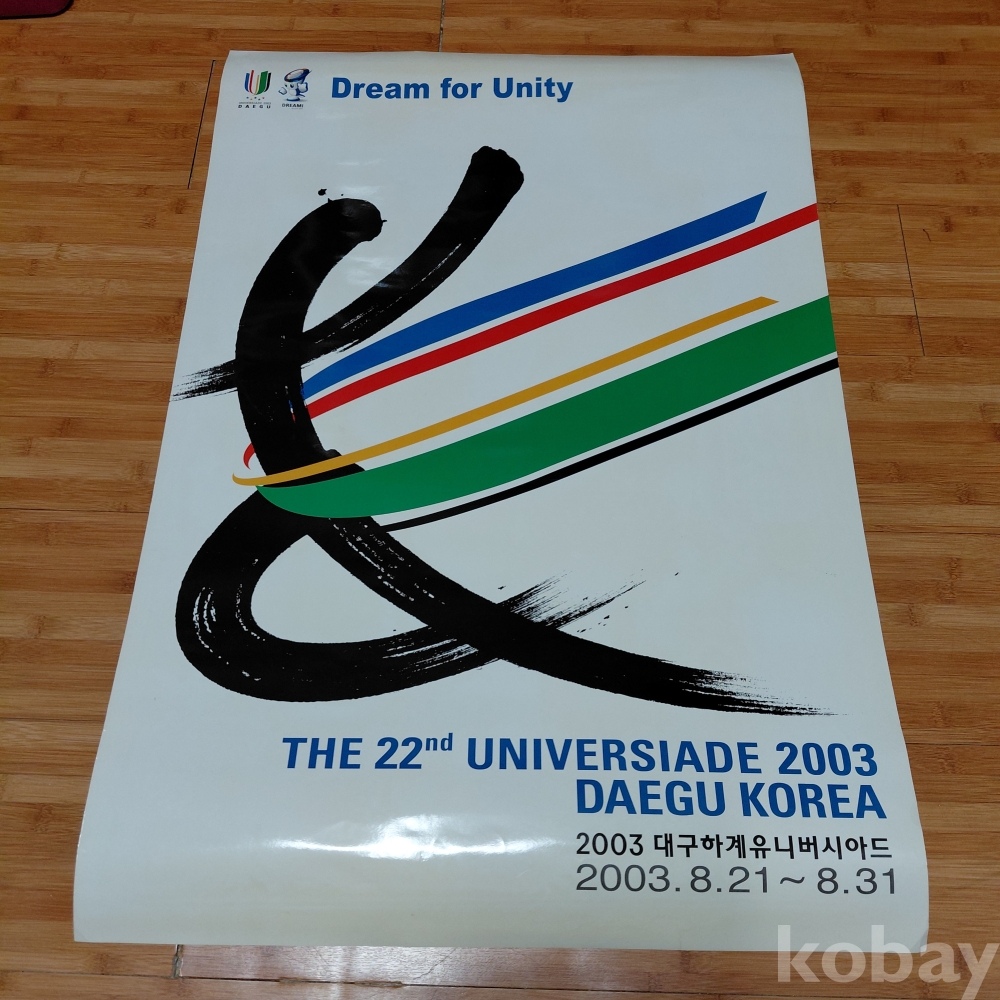 DAEGU
DREAMI
Dream for Unity
THE 22nd UNIVERSIADE 2003
DAEGU KOREA
2003 대구하계유니버시아드
2003. 8.21 ~ 8.31
kobay